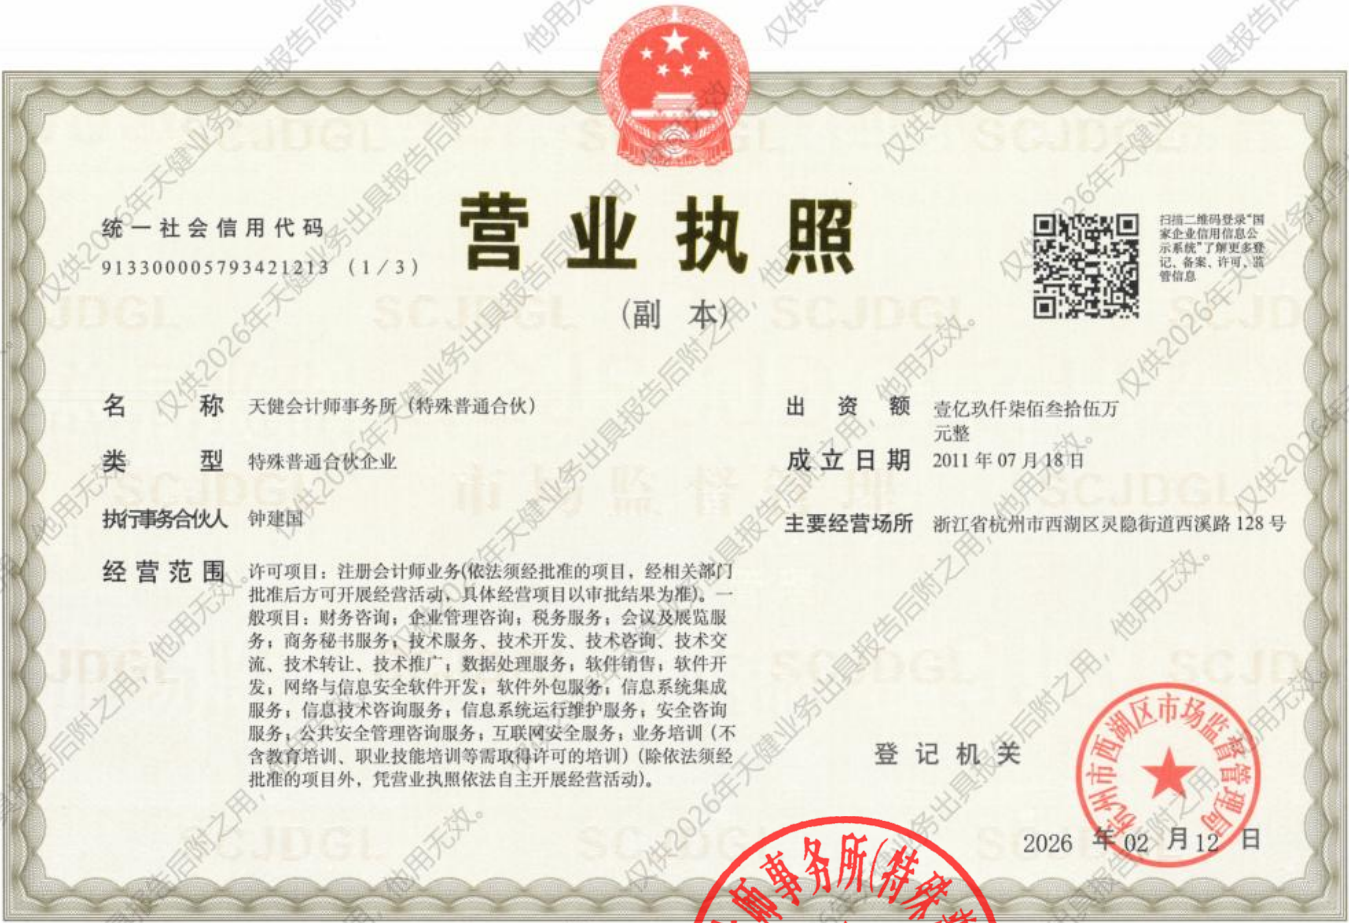 营业执照
(副 本)
统一社会信用代码
913300005793421213 (1/3)
扫描二维码登录“国
家企业信用信息公
示系统”了解更多登
记、备案、许可、监
管信息
名 称 天健会计师事务所（特殊普通合伙）
类 型 特殊普通合伙企业
执行事务合伙人 钟建国
经营范围 许可项目：注册会计师业务(依法须经批准的项目，经相关部门
批准后方可开展经营活动、具体经营项目以审批结果为准)。一
般项目：财务咨询；企业管理咨询；税务服务；会议及展览服
务；商务秘书服务；技术服务、技术开发、技术咨询、技术交
流、技术转让、技术推广；数据处理服务；软件销售；软件开
发；网络与信息安全软件开发；软件外包服务；信息系统集成
服务；信息技术咨询服务；信息系统运行维护服务；安全咨询
服务；公共安全管理咨询服务；互联网安全服务；业务培训（不
含教育培训、职业技能培训等需取得许可的培训）(除依法须经
批准的项目外，凭营业执照依法自主开展经营活动)。
出 资 额 壹亿玖仟柒佰叁拾伍万
元整
成立日期 2011 年 07 月 18 日
主要经营场所 浙江省杭州市西湖区灵隐街道西溪路 128 号
登记机关
杭州市西湖区市场监督管理局
2026 年 02 月 12 日
师事务所(特殊普
仅供2026年天健业务出具报告后附之用，他用无效。
SCJDGL
市场监督管理